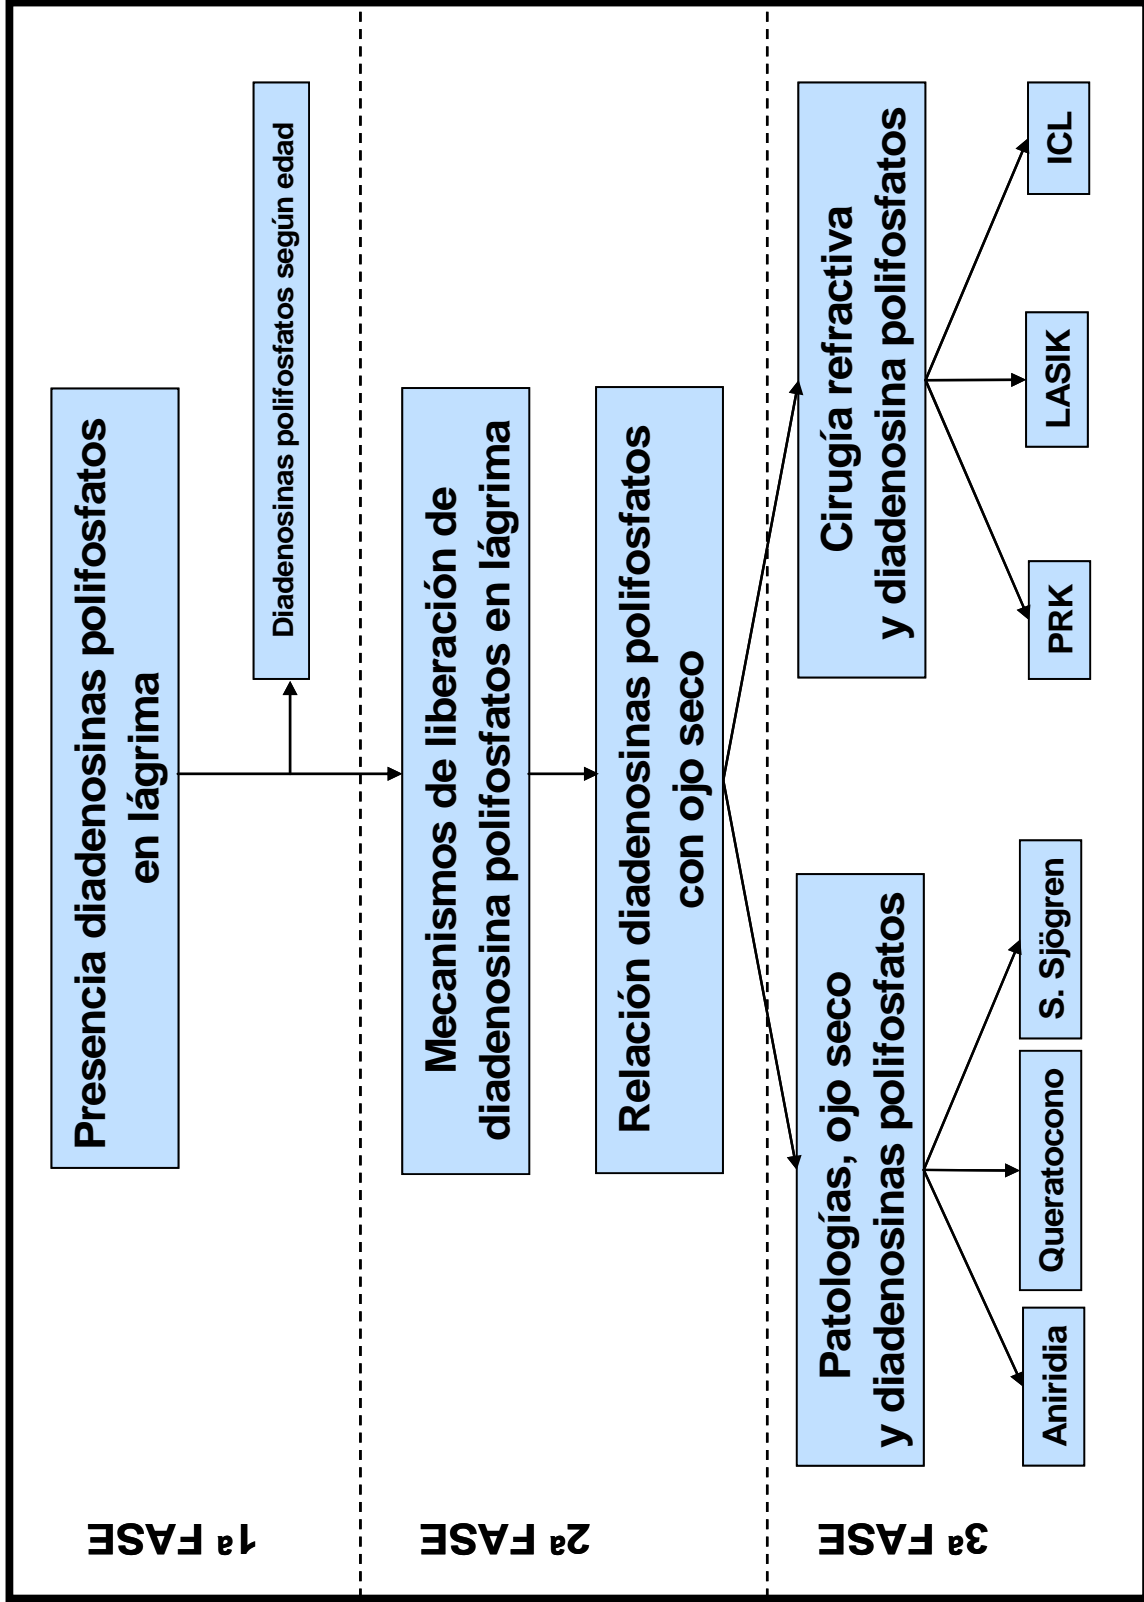 1ª FASE
Presencia diadenosinas polifosfatos
en lágrima
Diadenosinas polifosfatos según edad
2ª FASE
Mecanismos de liberación de
diadenosina polifosfatos en lágrima
Relación diadenosinas polifosfatos
con ojo seco
3ª FASE
Patologías, ojo seco
y diadenosinas polifosfatos
Cirugía refractiva
y diadenosina polifosfatos
Aniridia
Queratocono
S. Sjögren
PRK
LASIK
ICL